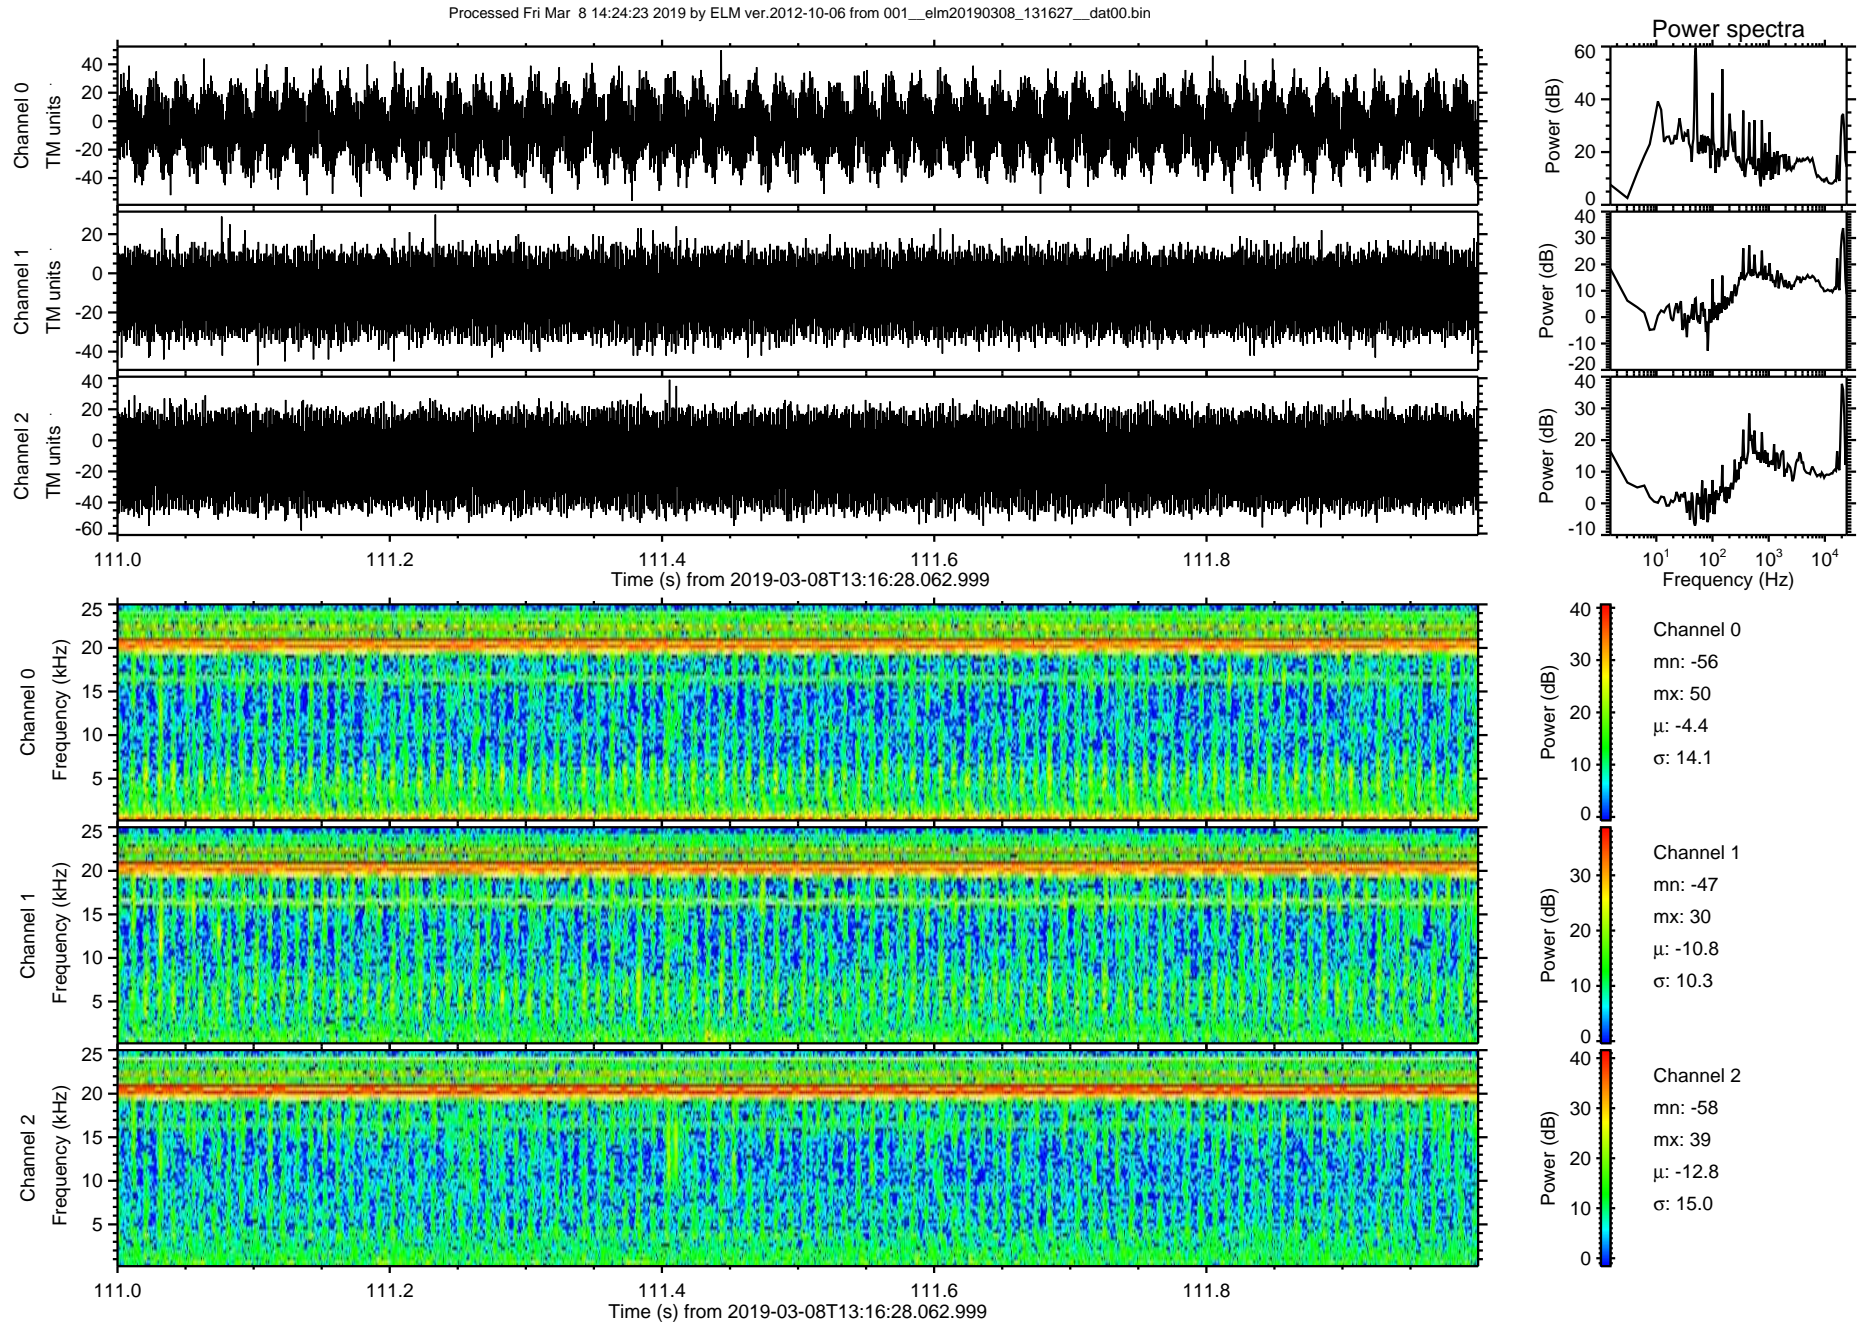 Processed Fri Mar 8 14:24:23 2019 by ELM ver.2012-10-06 from 001__elm20190308_131627__dat00.bin
Power spectra
Channel 0
TM units
40
20
0
-20
-40
Power (dB)
60
40
20
0
Channel 1
TM units
20
0
-20
-40
Power (dB)
40
30
20
10
0
-10
-20
Channel 2
TM units
40
20
0
-20
-40
-60
Power (dB)
40
30
20
10
0
-10
111.0 111.2 111.4 111.6 111.8
Time (s) from 2019-03-08T13:16:28.062.999
10¹ 10² 10³ 10⁴
Frequency (Hz)
Channel 0
Frequency (kHz)
25
20
15
10
5
Power (dB)
40
30
20
10
0
Channel 0
mn: -56
mx: 50
μ: -4.4
σ: 14.1
Channel 1
Frequency (kHz)
25
20
15
10
5
Power (dB)
30
20
10
0
Channel 1
mn: -47
mx: 30
μ: -10.8
σ: 10.3
Channel 2
Frequency (kHz)
25
20
15
10
5
Power (dB)
40
30
20
10
0
Channel 2
mn: -58
mx: 39
μ: -12.8
σ: 15.0
111.0 111.2 111.4 111.6 111.8
Time (s) from 2019-03-08T13:16:28.062.999